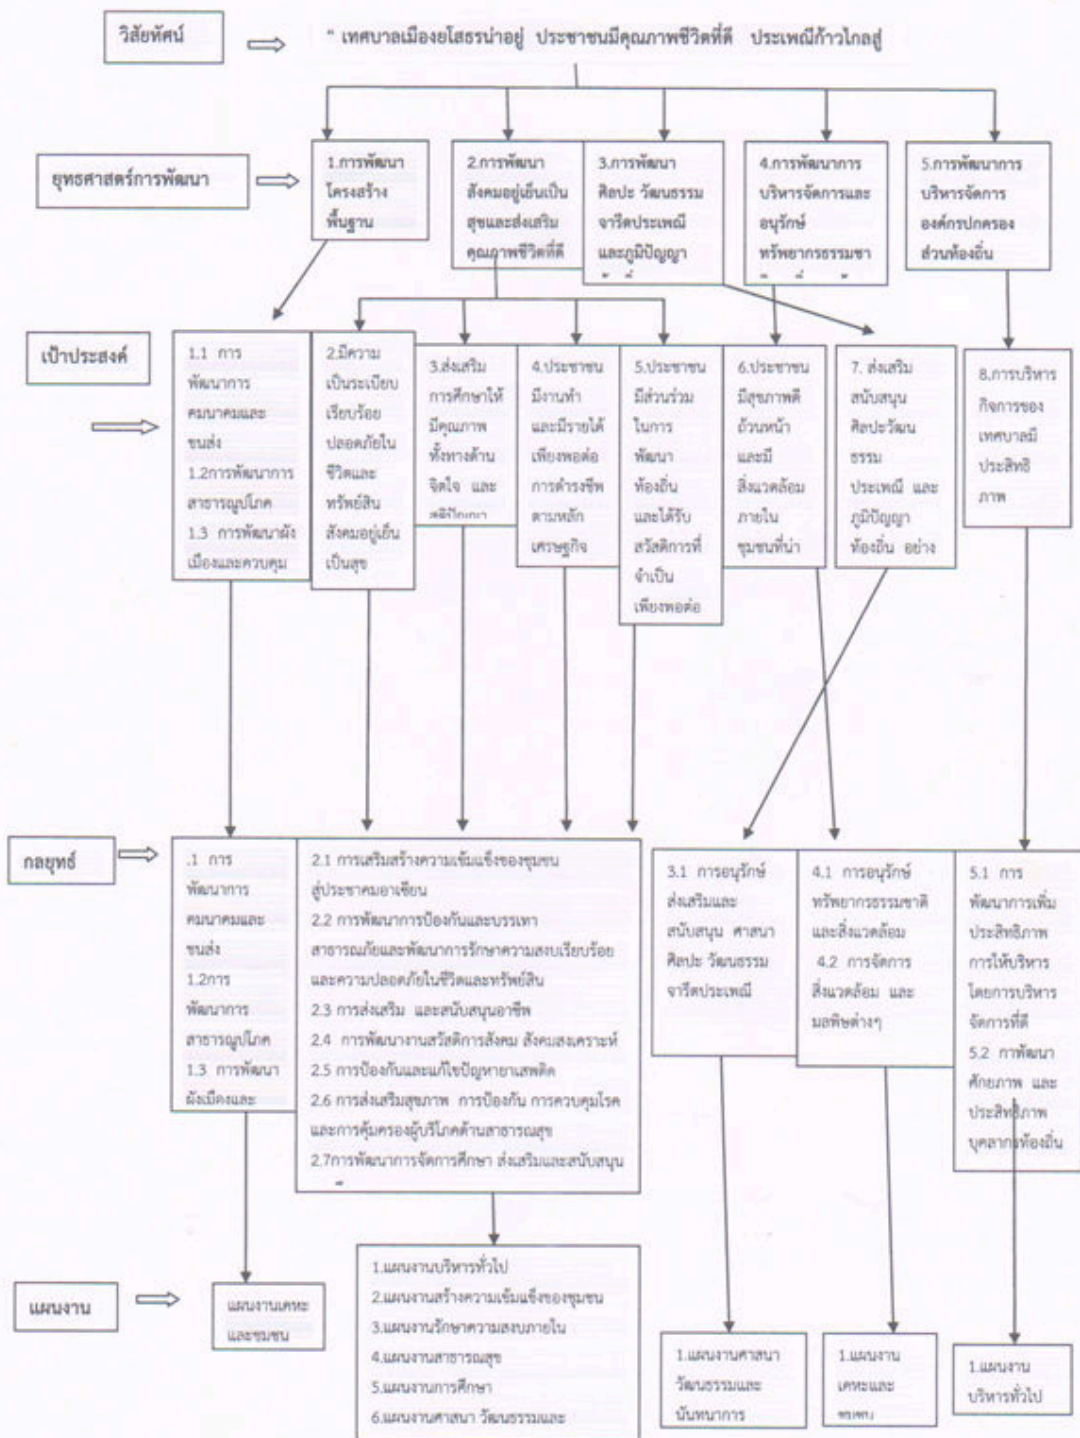 วิสัยทัศน์
" เทศบาลเมืองยโสธรน่าอยู่ ประชาชนมีคุณภาพชีวิตที่ดี ประเพณีก้าวไกลสู่
ยุทธศาสตร์การพัฒนา
1.การพัฒนา
โครงสร้าง
พื้นฐาน
2.การพัฒนา
สังคมอยู่เย็นเป็น
สุขและส่งเสริม
คุณภาพชีวิตที่ดี
3.การพัฒนา
ศิลปะ วัฒนธรรม
จารีตประเพณี
และภูมิปัญญา
4.การพัฒนาการ
บริหารจัดการและ
อนุรักษ์
ทรัพยากรธรรมชา
5.การพัฒนาการ
บริหารจัดการ
องค์กรปกครอง
ส่วนท้องถิ่น
เป้าประสงค์
1.1 การ
พัฒนาการ
คมนาคมและ
ขนส่ง
1.2การพัฒนาการ
สาธารณูปโภค
1.3 การพัฒนาผัง
เมืองและควบคุม
2.มีความ
เป็นระเบียบ
เรียบร้อย
ปลอดภัยใน
ชีวิตและ
ทรัพย์สิน
สังคมอยู่เย็น
เป็นสุข
3.ส่งเสริม
การศึกษาให้
มีคุณภาพ
ทั้งทางด้าน
จิตใจ และ
สติปัญญา
4.ประชาชน
มีงานทำ
และมีรายได้
เพียงพอต่อ
การดำรงชีพ
ตามหลัก
เศรษฐกิจ
5.ประชาชน
มีส่วนร่วม
ในการ
พัฒนา
ท้องถิ่น
และได้รับ
สวัสดิการที่
จำเป็น
เพียงพอต่อ
6.ประชาชน
มีสุขภาพดี
ถ้วนหน้า
และมี
สิ่งแวดล้อม
ภายใน
ชุมชนที่น่า
7. ส่งเสริม
สนับสนุน
ศิลปะวัฒน
ธรรม
ประเพณี และ
ภูมิปัญญา
ท้องถิ่น อย่าง
8.การบริหาร
กิจการของ
เทศบาลมี
ประสิทธิ
ภาพ
กลยุทธ์
.1 การ
พัฒนาการ
คมนาคมและ
ขนส่ง
1.2การ
พัฒนาการ
สาธารณูปโภค
1.3 การพัฒนา
ผังเมืองและ
2.1 การเสริมสร้างความเข้มแข็งของชุมชน
สู่ประชาคมอาเซียน
2.2 การพัฒนาการป้องกันและบรรเทา
สาธารณภัยและพัฒนาการรักษาความสงบเรียบร้อย
และความปลอดภัยในชีวิตและทรัพย์สิน
2.3 การส่งเสริม และสนับสนุนอาชีพ
2.4 การพัฒนางานสวัสดิการสังคม สังคมสงเคราะห์
2.5 การป้องกันและแก้ไขปัญหายาเสพติด
2.6 การส่งเสริมสุขภาพ การป้องกัน การควบคุมโรค
และการคุ้มครองผู้บริโภคด้านสาธารณสุข
2.7การพัฒนาการจัดการศึกษา ส่งเสริมและสนับสนุน
3.1 การอนุรักษ์
ส่งเสริมและ
สนับสนุน ศาสนา
ศิลปะ วัฒนธรรม
จารีตประเพณี
4.1 การอนุรักษ์
ทรัพยากรธรรมชาติ
และสิ่งแวดล้อม
4.2 การจัดการ
สิ่งแวดล้อม และ
มลพิษต่างๆ
5.1 การ
พัฒนาการเพิ่ม
ประสิทธิภาพ
การให้บริหาร
โดยการบริหาร
จัดการที่ดี
5.2 กาพัฒนา
ศักยภาพ และ
ประสิทธิภาพ
บุคลากรท้องถิ่น
แผนงาน
แผนงานเคหะ
และชุมชน
1.แผนงานบริหารทั่วไป
2.แผนงานสร้างความเข้มแข็งของชุมชน
3.แผนงานรักษาความสงบภายใน
4.แผนงานสาธารณสุข
5.แผนงานการศึกษา
6.แผนงานศาสนา วัฒนธรรมและ
1.แผนงานศาสนา
วัฒนธรรมและ
นันทนาการ
1.แผนงาน
เคหะและ
ชุมชน
1.แผนงาน
บริหารทั่วไป